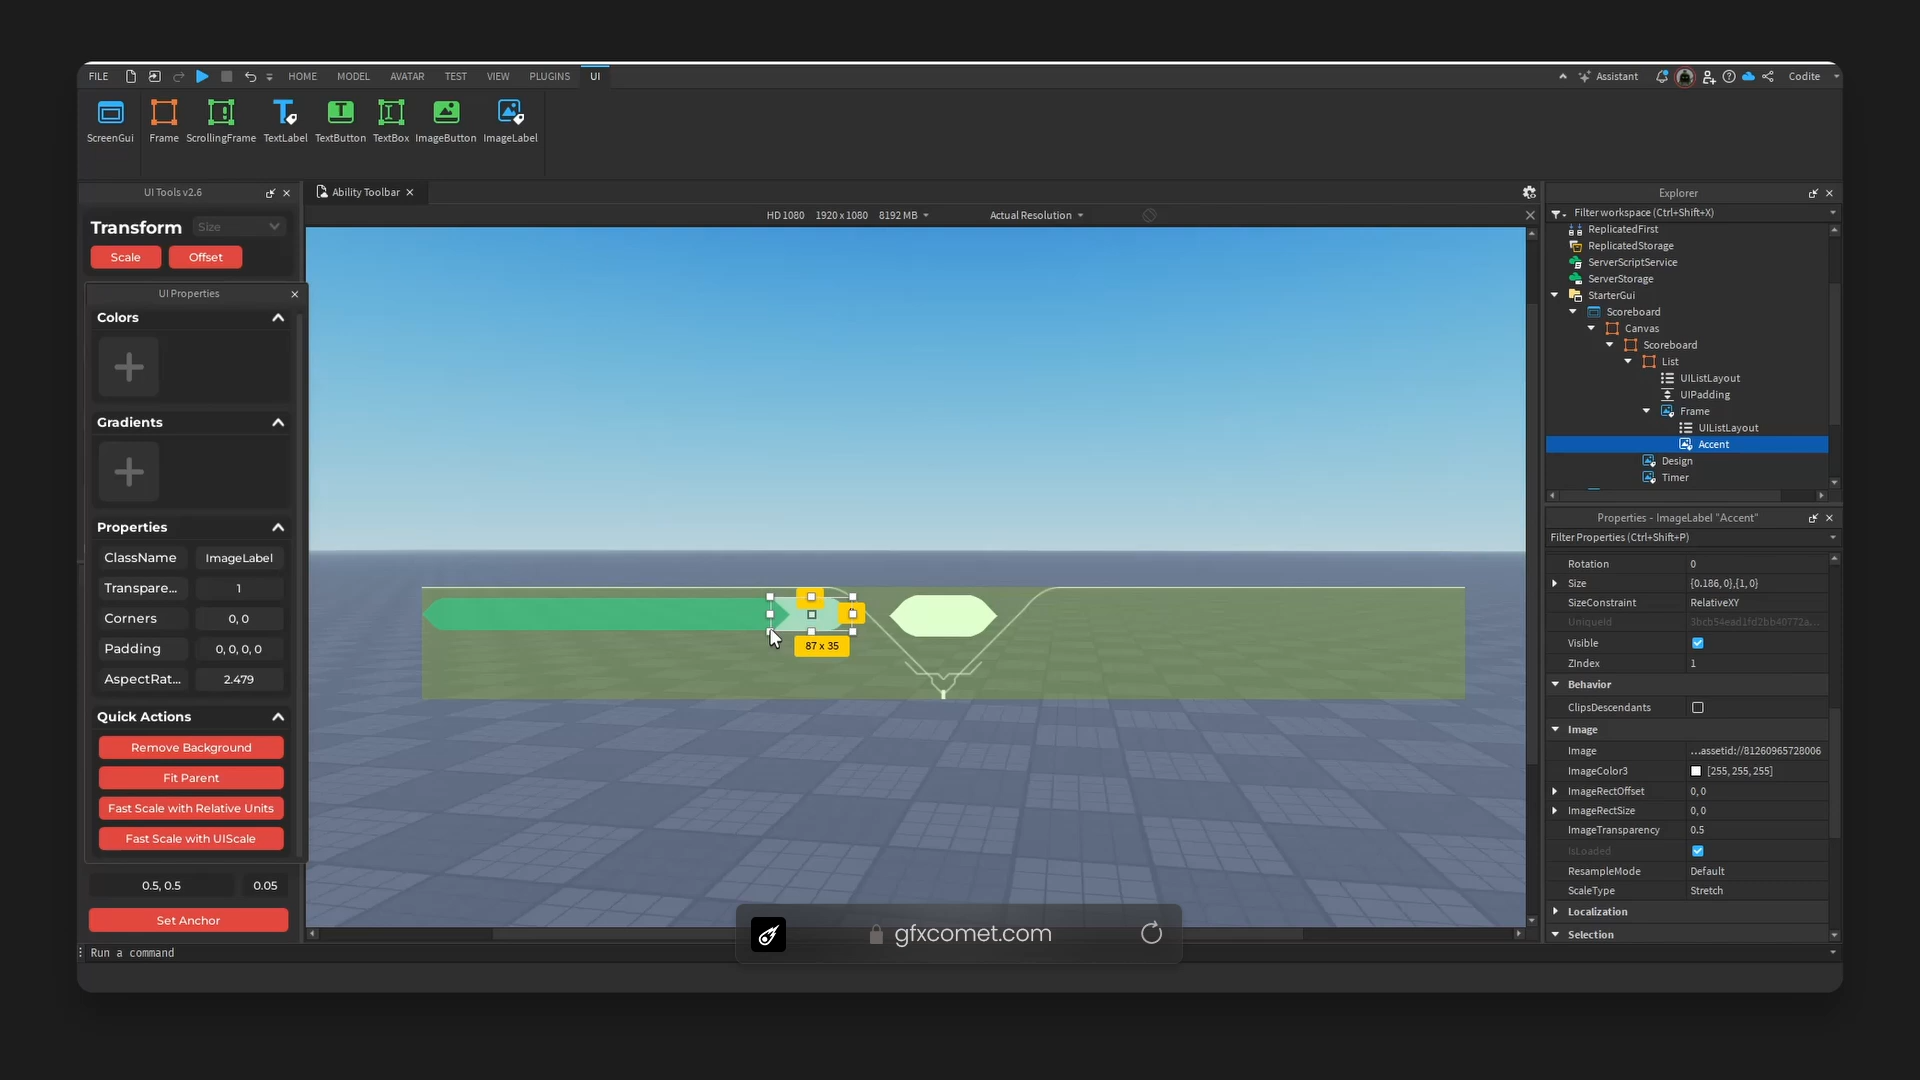 FILE
HOME
MODEL
AVATAR
TEST
VIEW
PLUGINS
UI
Assistant
Codite
ScreenGui
Frame
ScrollingFrame
TextLabel
TextButton
TextBox
ImageButton
ImageLabel
UI Tools v2.6
Transform
Size
Scale
Offset
UI Properties
Colors
Gradients
Properties
ClassName
ImageLabel
Transpare...
1
Corners
0, 0
Padding
0, 0, 0, 0
AspectRat...
2.479
Quick Actions
Remove Background
Fit Parent
Fast Scale with Relative Units
Fast Scale with UIScale
0.5, 0.5
0.05
Set Anchor
Run a command
Ability Toolbar
HD 1080 1920 x 1080 8192 MB
Actual Resolution
87 x 35
gfxcomet.com
Explorer
Filter workspace (Ctrl+Shift+X)
ReplicatedFirst
ReplicatedStorage
ServerScriptService
ServerStorage
StarterGui
Scoreboard
Canvas
Scoreboard
List
UIListLayout
UIPadding
Frame
UIListLayout
Accent
Design
Timer
Properties - ImageLabel "Accent"
Filter Properties (Ctrl+Shift+P)
Rotation 0
Size {0.186, 0},{1, 0}
SizeConstraint RelativeXY
UniqueId 3bcb54ead1fd2bb40772a...
Visible
ZIndex 1
Behavior
ClipsDescendants
Image
Image ...assetid://81260965728006
ImageColor3 [255, 255, 255]
ImageRectOffset 0, 0
ImageRectSize 0, 0
ImageTransparency 0.5
IsLoaded
ResampleMode Default
ScaleType Stretch
Localization
Selection